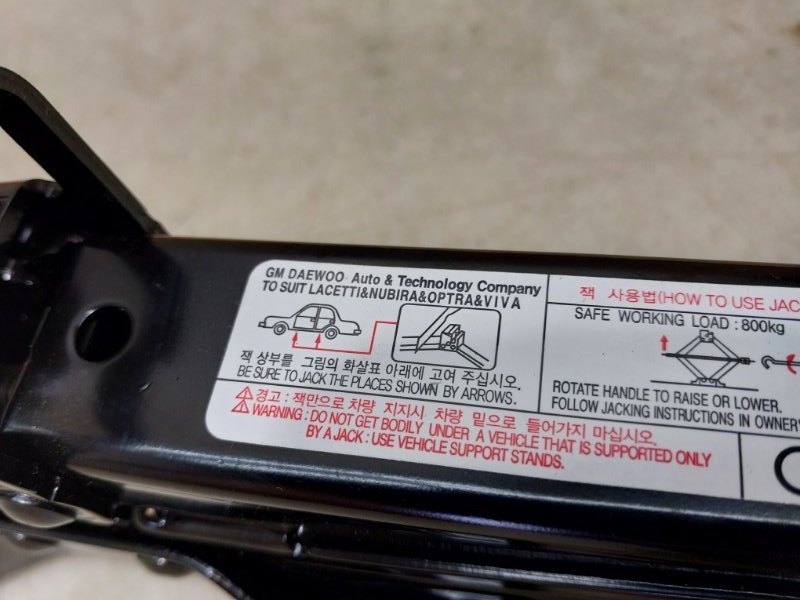 GM DAEWOO Auto & Technology Company
TO SUIT LACETTI&NUBIRA&OPTRA&VIVA
잭 상부를 그림의 화살표 아래에 고여 주십시오.
BE SURE TO JACK THE PLACES SHOWN BY ARROWS.
경고 : 잭만으로 차량 지지시 차량 밑으로 들어가지 마십시오.
WARNING : DO NOT GET BODILY UNDER A VEHICLE THAT IS SUPPORTED ONLY
BY A JACK : USE VEHICLE SUPPORT STANDS.
잭 사용법(HOW TO USE JAC
SAFE WORKING LOAD : 800kg
ROTATE HANDLE TO RAISE OR LOWER.
FOLLOW JACKING INSTRUCTIONS IN OWNER'